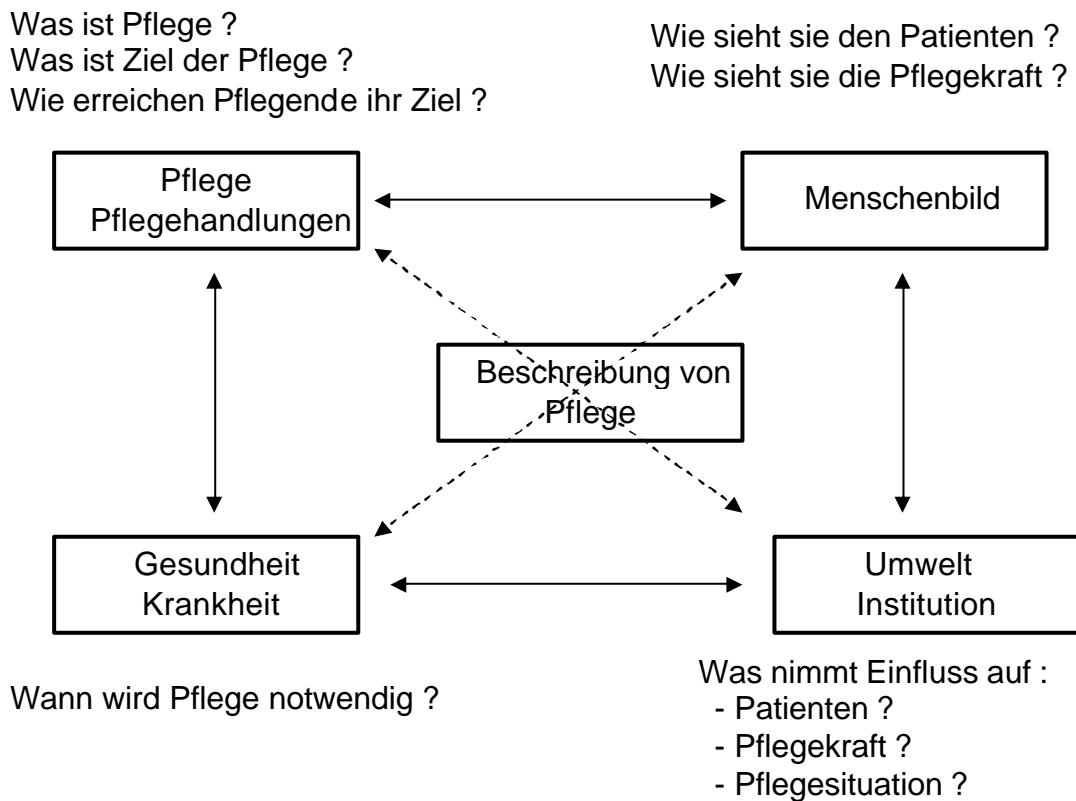 Was ist Pflege ?
Was ist Ziel der Pflege ?
Wie erreichen Pflegende ihr Ziel ?
Wie sieht sie den Patienten ?
Wie sieht sie die Pflegekraft ?
Pflege
Pflegehandlungen
Menschenbild
Beschreibung von
Pflege
Gesundheit
Krankheit
Umwelt
Institution
Wann wird Pflege notwendig ?
Was nimmt Einfluss auf :
- Patienten ?
- Pflegekraft ?
- Pflegesituation ?